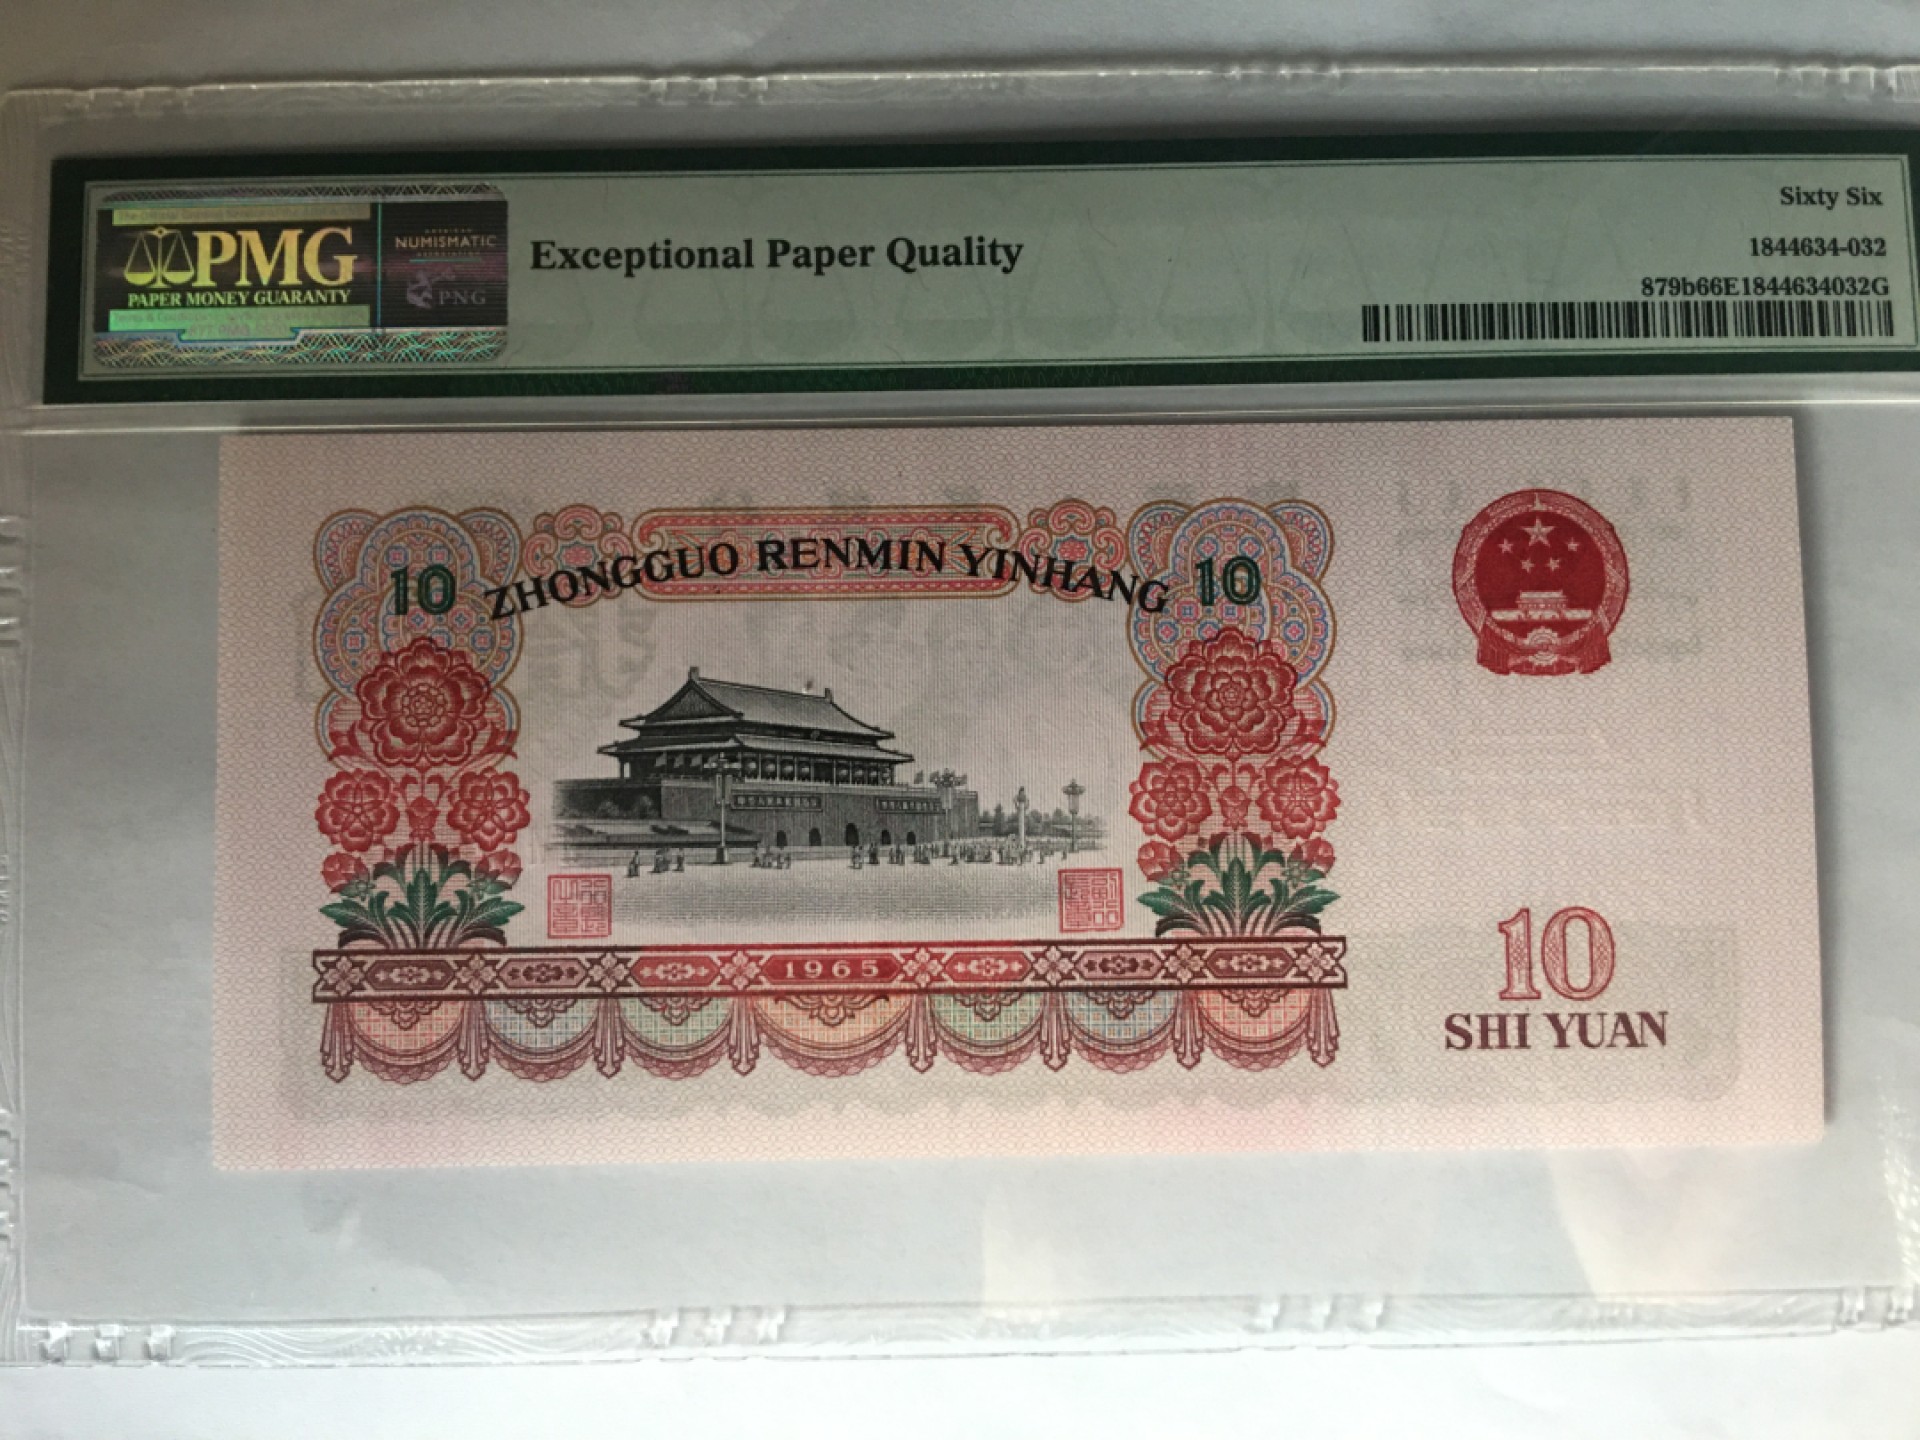 PMG
PAPER MONEY GUARANTY
NUMISMATIC
PNG
Exceptional Paper Quality
Sixty Six
1844634-032
879b66E1844634032G
10 ZHONGGUO RENMIN YINHANG 10
1965
10
SHI YUAN